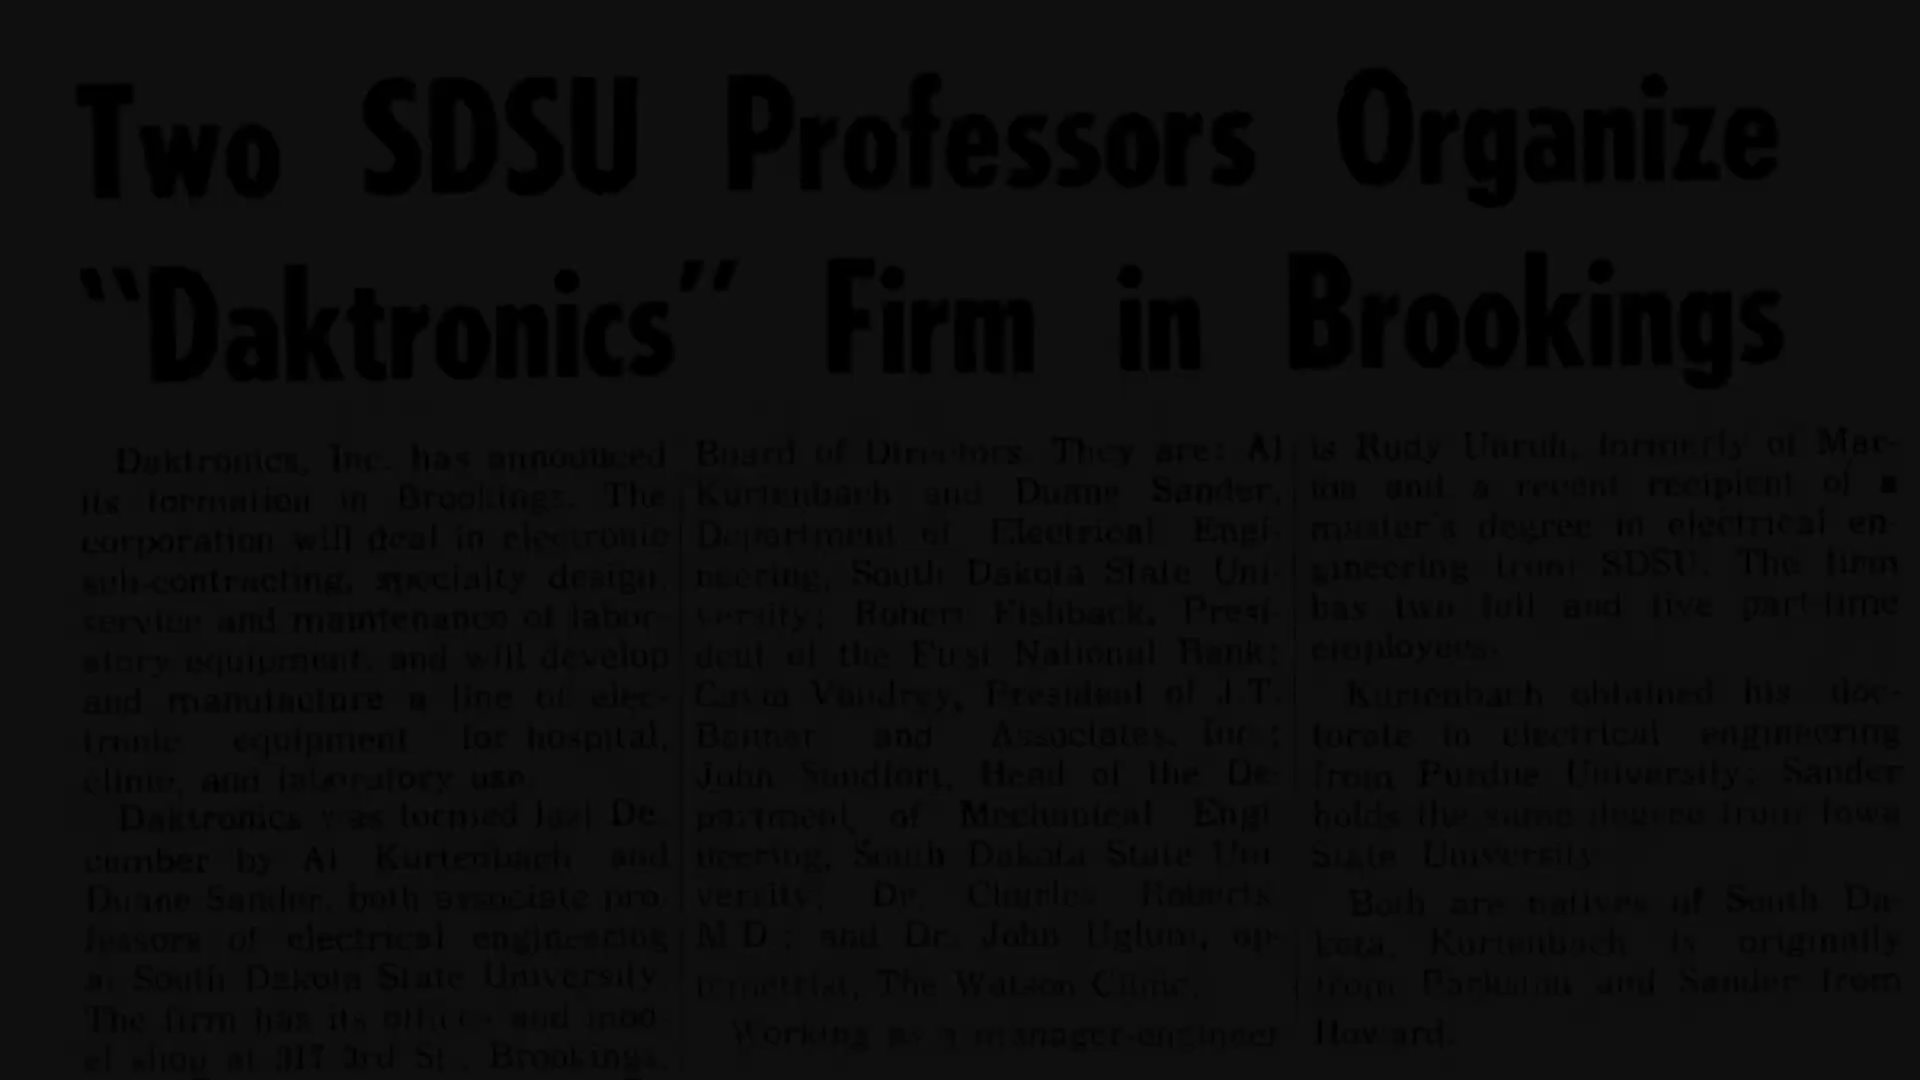 Two SDSU Professors Organize
"Daktronics" Firm in Brookings
Daktronics, Inc. has announced
its formation in Brookings. The
corporation will deal in electronic
sub-contracting, specialty design,
service and maintenance of labor-
atory equipment, and will develop
and manufacture a line of elec-
tronic equipment for hospital,
clinic, and laboratory use.
Daktronics was formed last De-
cember by Al Kurtenbach and
Duane Sander, both associate pro-
fessors of electrical engineering
at South Dakota State University.
The firm has its offices and mod-
el shop at 317 3rd St., Brookings.
Board of Directors. They are: Al
Kurtenbach and Duane Sander,
Department of Electrical Engi-
neering, South Dakota State Uni-
versity; Robert Fishback, Presi-
dent of the First National Bank;
Vandrey, President of J.T.
Banner and Associates, Inc.;
John Sandfort, Head of the De-
partment of Mechanical Engi-
neering, South Dakota State Uni-
versity; Dr. Charles Roberts,
M.D.; and Dr. John Uglum, op-
tometrist, The Watson Clinic.
Working as a manager-engineer
is Rudy Unruh, formerly of Mar-
ion and a recent recipient of a
master's degree in electrical en-
gineering from SDSU. The firm
has two full and five part-time
employees.
Kurtenbach obtained his doc-
torate in electrical engineering
from Purdue University; Sander
holds the same degree from Iowa
State University.
Both are natives of South Da-
kota. Kurtenbach is originally
from Parkston and Sander from
Howard.